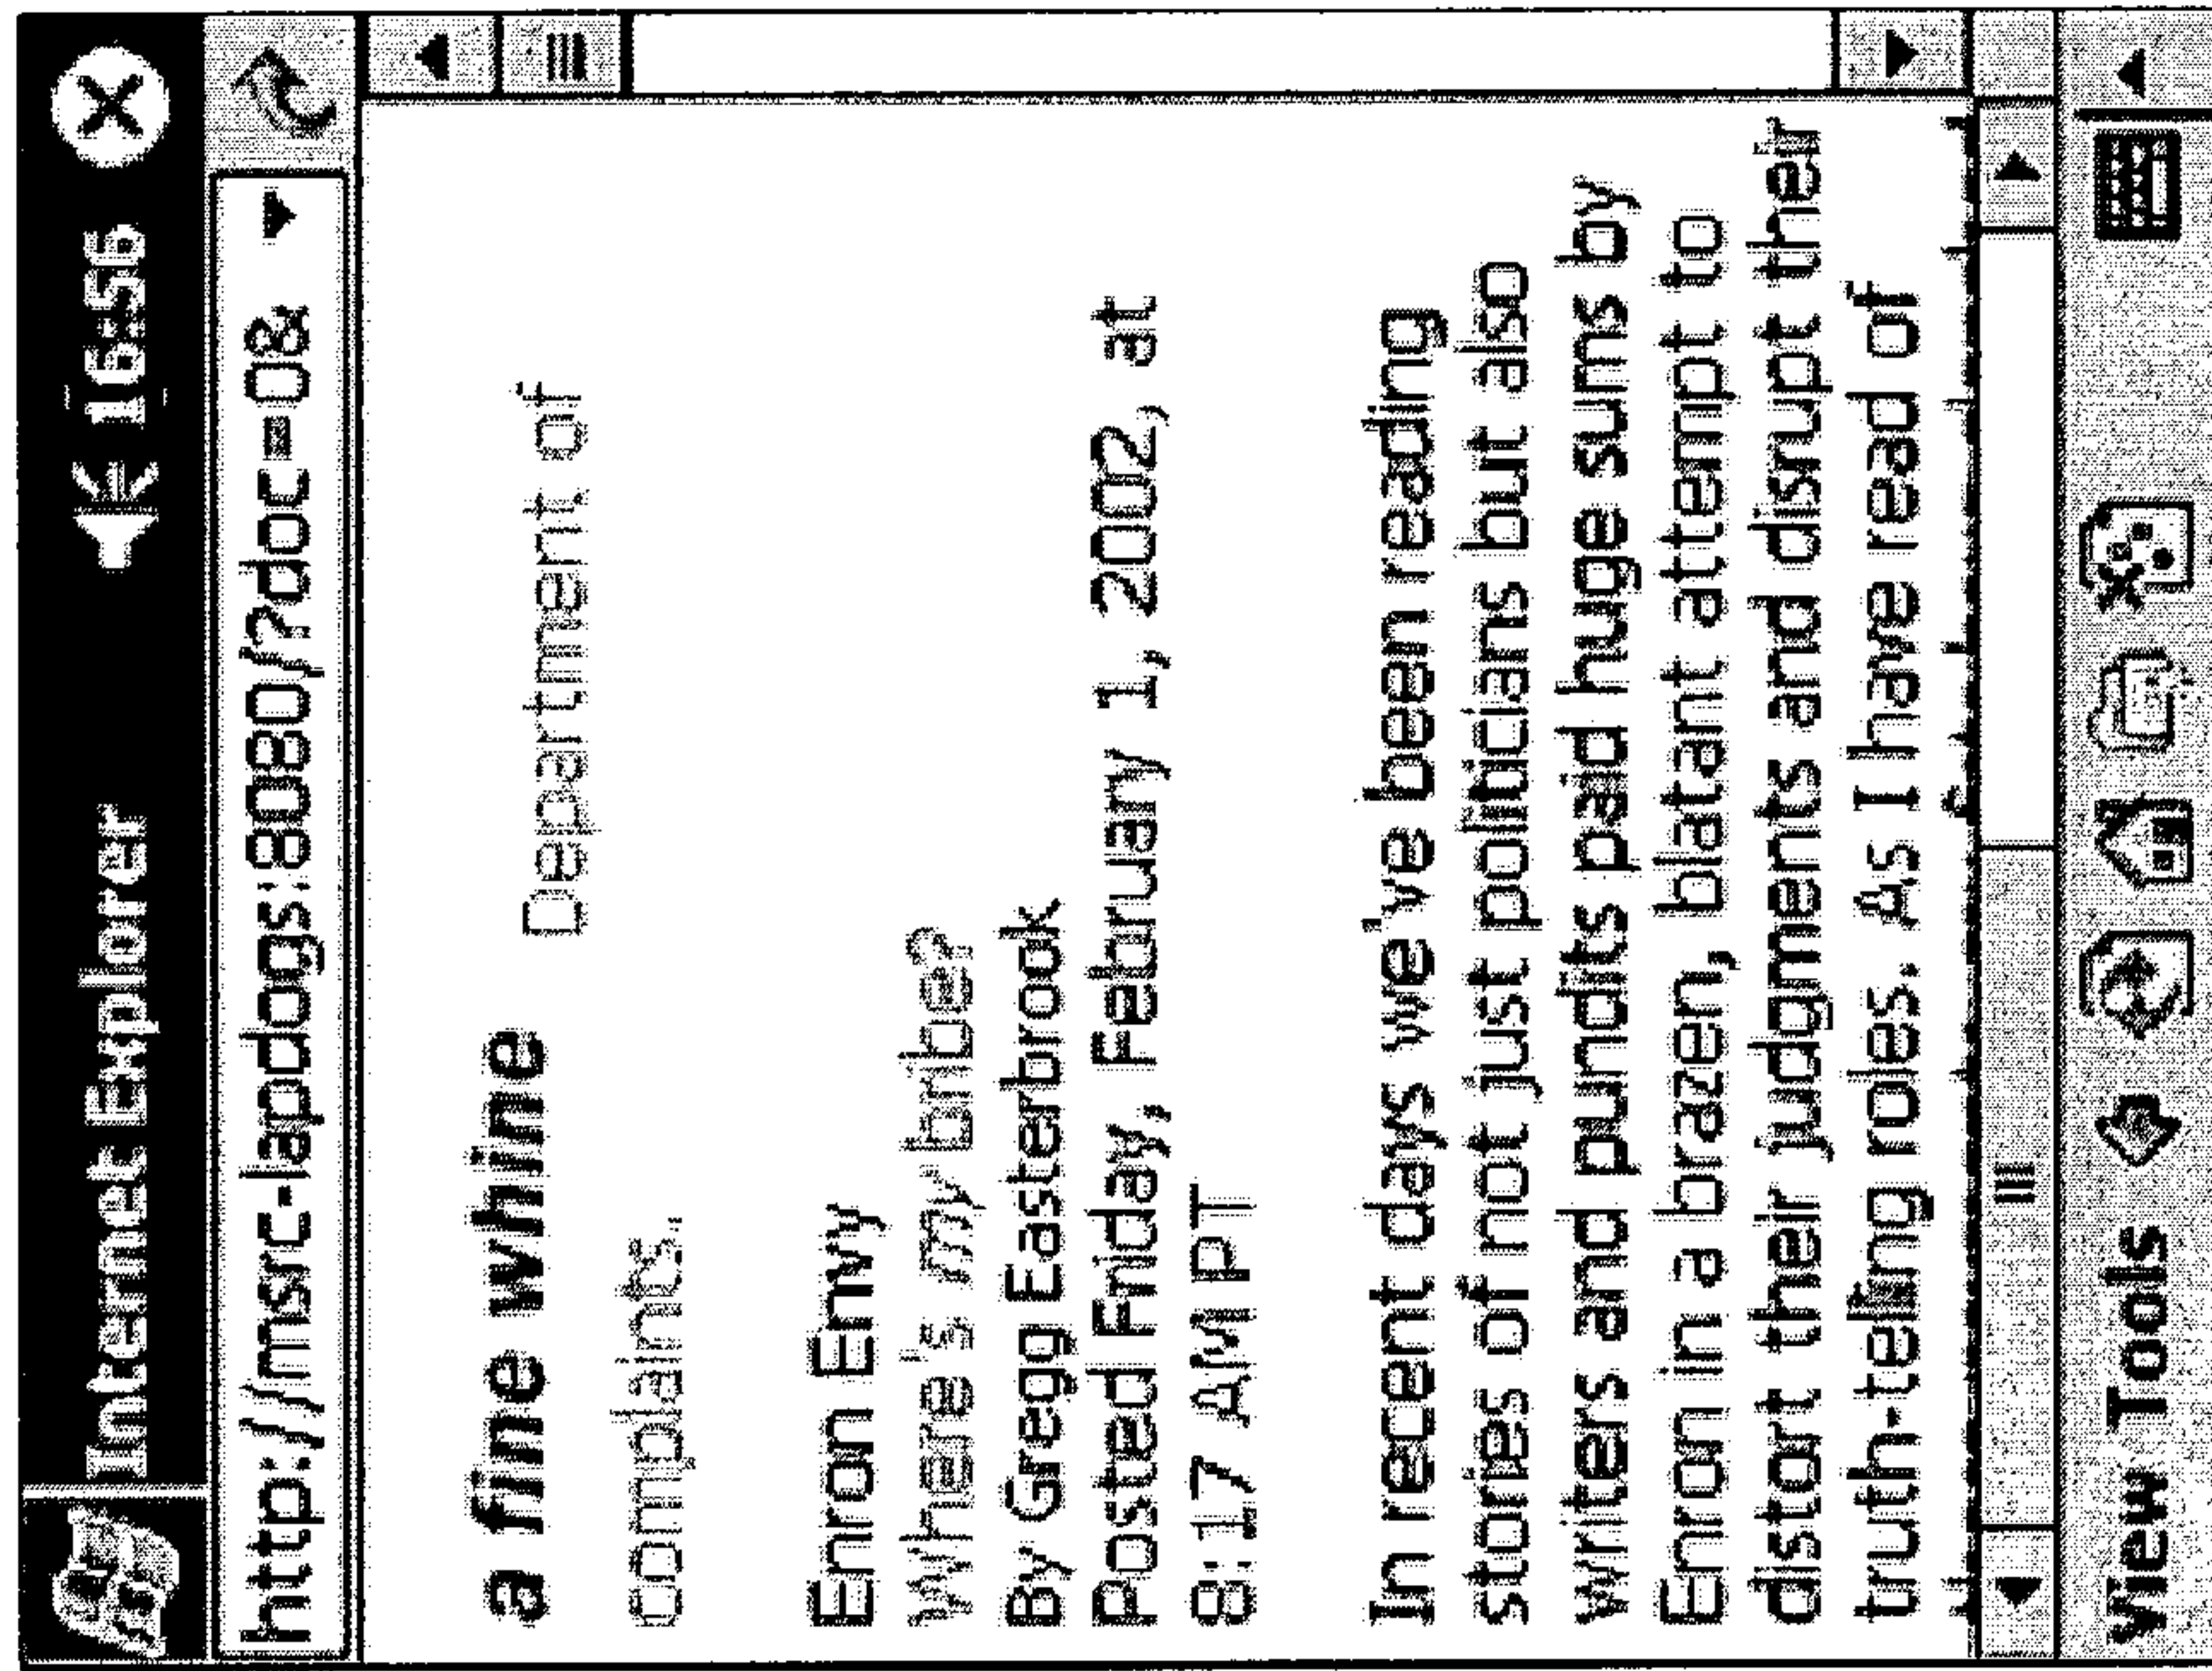 Internet Explorer 16:56
http://msrc-lapdogs:8080/?doc=0&
a fine whine Department of
complaints.
Enron Envy
Where's my bribe?
By Gregg Easterbrook
Posted Friday, February 1, 2002, at
8:17 AM PT
In recent days we've been reading
stories of not just politicians but also
writers and pundits paid huge sums by
Enron in a brazen, blatant attempt to
distort their judgments and disrupt their
truth-telling roles. As I have read of
View Tools